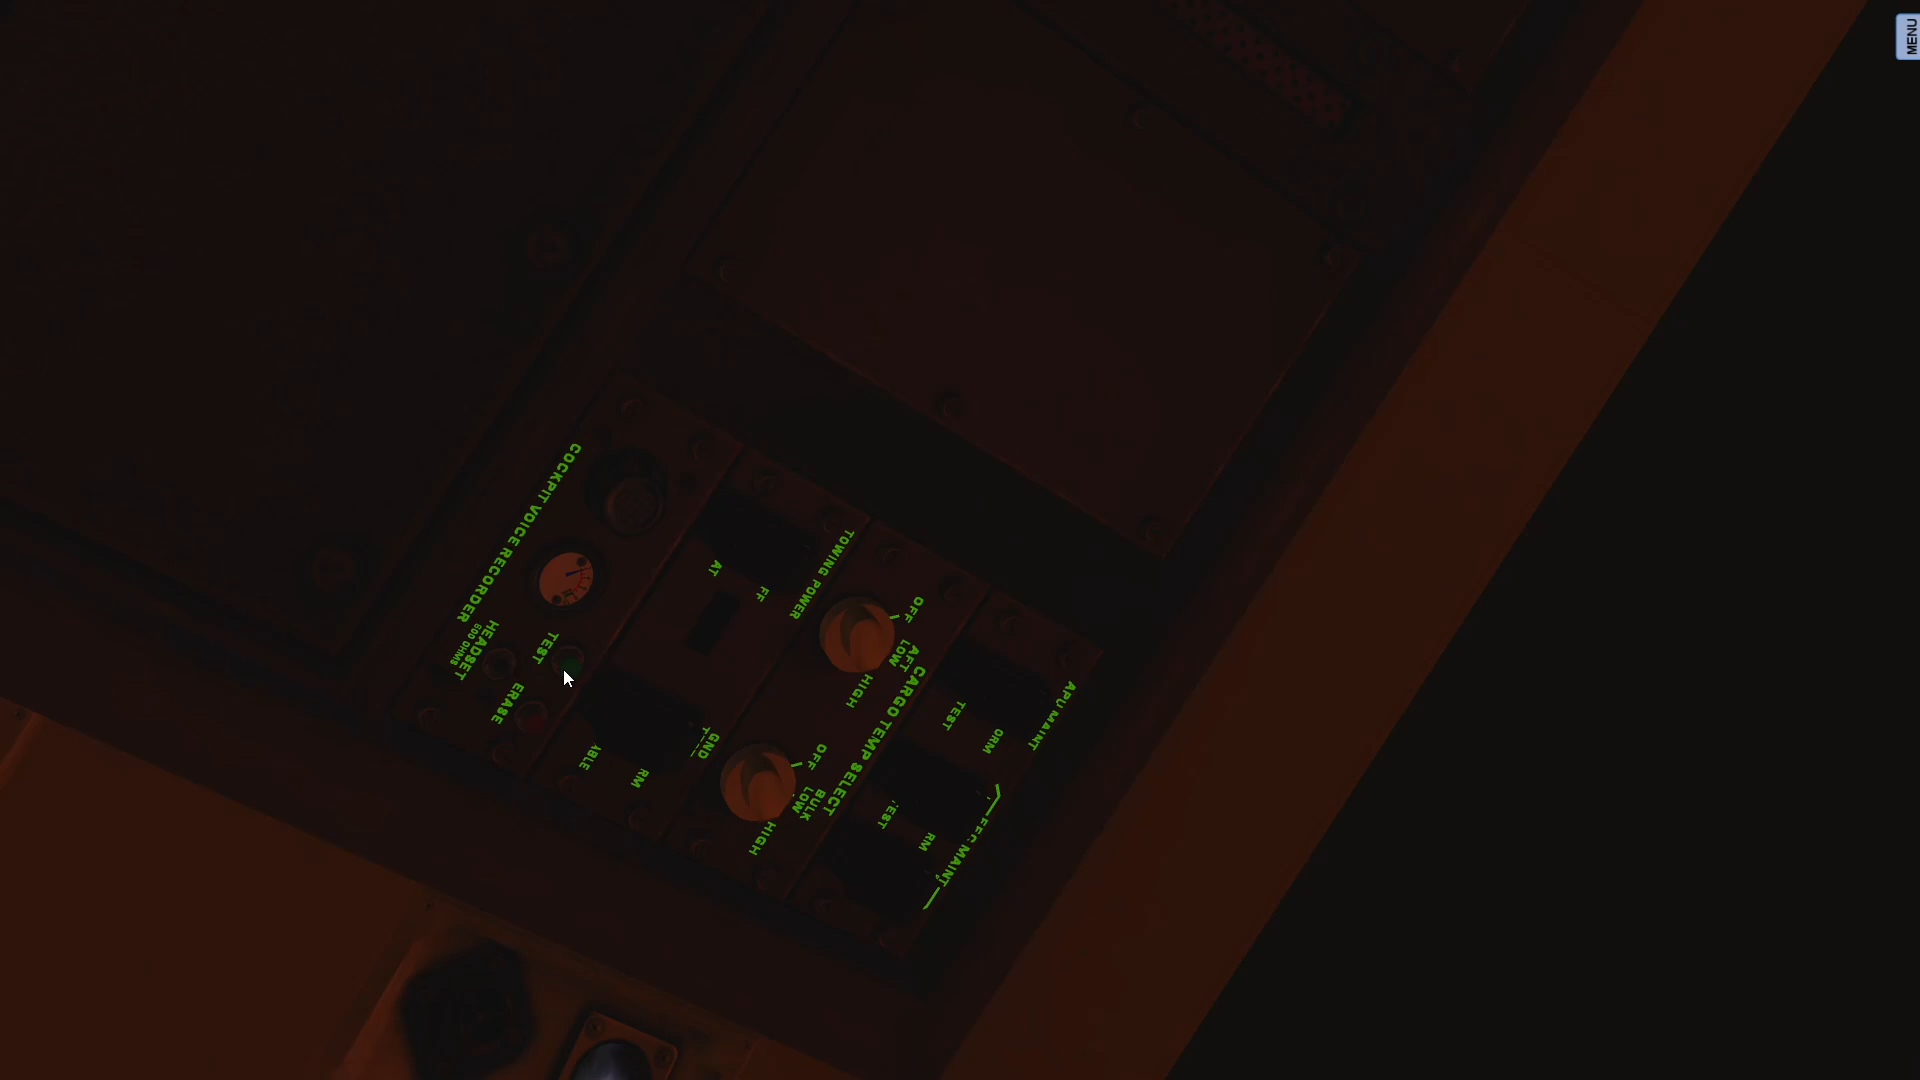 MENU
COCKPIT VOICE RECORDER
HEADSET
600 OHMS
TEST
ERASE
TOWING POWER
AT
FF
GND
T
ABLE
RM
OFF
AFT
LOW
HIGH
CARGO TEMP SELECT
OFF
BULK
LOW
HIGH
APU MAINT
TEST
ORM
MAINT
EST
RM